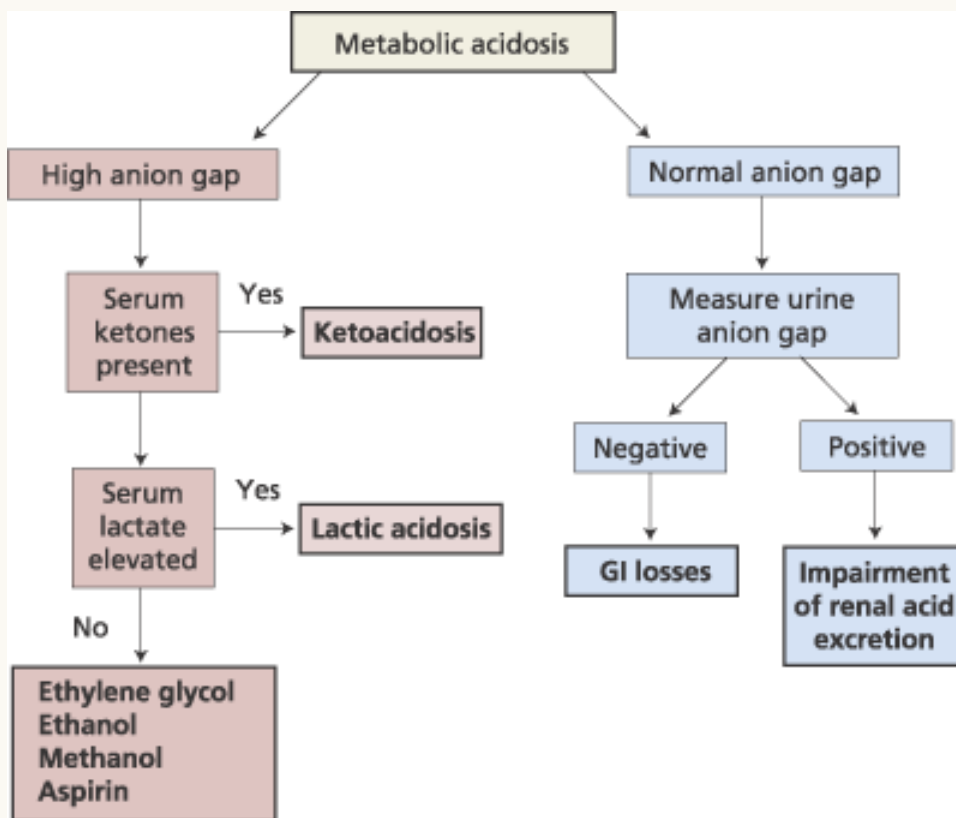 Metabolic acidosis
High anion gap
Normal anion gap
Serum
ketones
present
Yes
Ketoacidosis
Measure urine
anion gap
Negative
Positive
Serum
lactate
elevated
Yes
Lactic acidosis
GI losses
Impairment
of renal acid
excretion
No
Ethylene glycol
Ethanol
Methanol
Aspirin